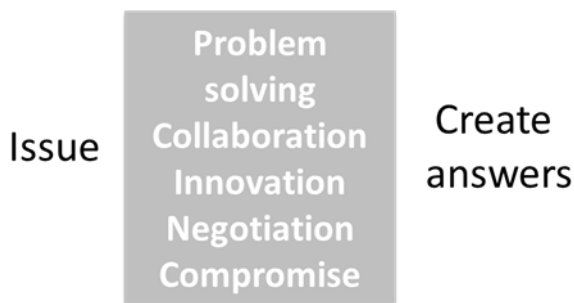 Issue
Problem
solving
Collaboration
Innovation
Negotiation
Compromise
Create
answers